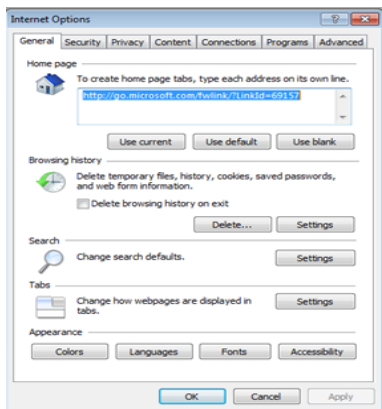 Internet Options
General Security Privacy Content Connections Programs Advanced
Home page
To create home page tabs, type each address on its own line.
http://go.microsoft.com/fwlink/?LinkId=69157
Use current Use default Use blank
Browsing history
Delete temporary files, history, cookies, saved passwords,
and web form information.
Delete browsing history on exit
Delete... Settings
Search
Change search defaults. Settings
Tabs
Change how webpages are displayed in
tabs.
Settings
Appearance
Colors Languages Fonts Accessibility
OK Cancel Apply